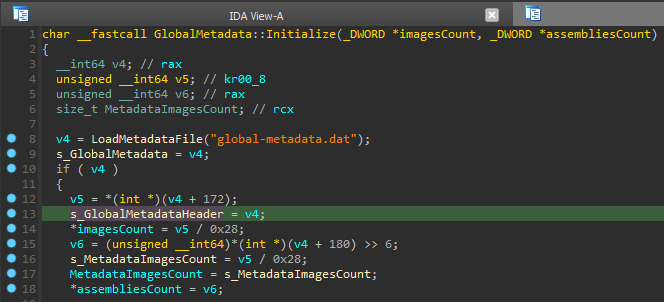 IDA View-A
1 char __fastcall GlobalMetadata::Initialize(_DWORD *imagesCount, _DWORD *assembliesCount)
2 {
3 __int64 v4; // rax
4 unsigned __int64 v5; // kr00_8
5 unsigned __int64 v6; // rax
6 size_t MetadataImagesCount; // rcx
7
8 v4 = LoadMetadataFile("global-metadata.dat");
9 s_GlobalMetadata = v4;
10 if ( v4 )
11 {
12 v5 = *(int *)(v4 + 172);
13 s_GlobalMetadataHeader = v4;
14 *imagesCount = v5 / 0x28;
15 v6 = (unsigned __int64)*(int *)(v4 + 180) >> 6;
16 s_MetadataImagesCount = v5 / 0x28;
17 MetadataImagesCount = s_MetadataImagesCount;
18 *assembliesCount = v6;